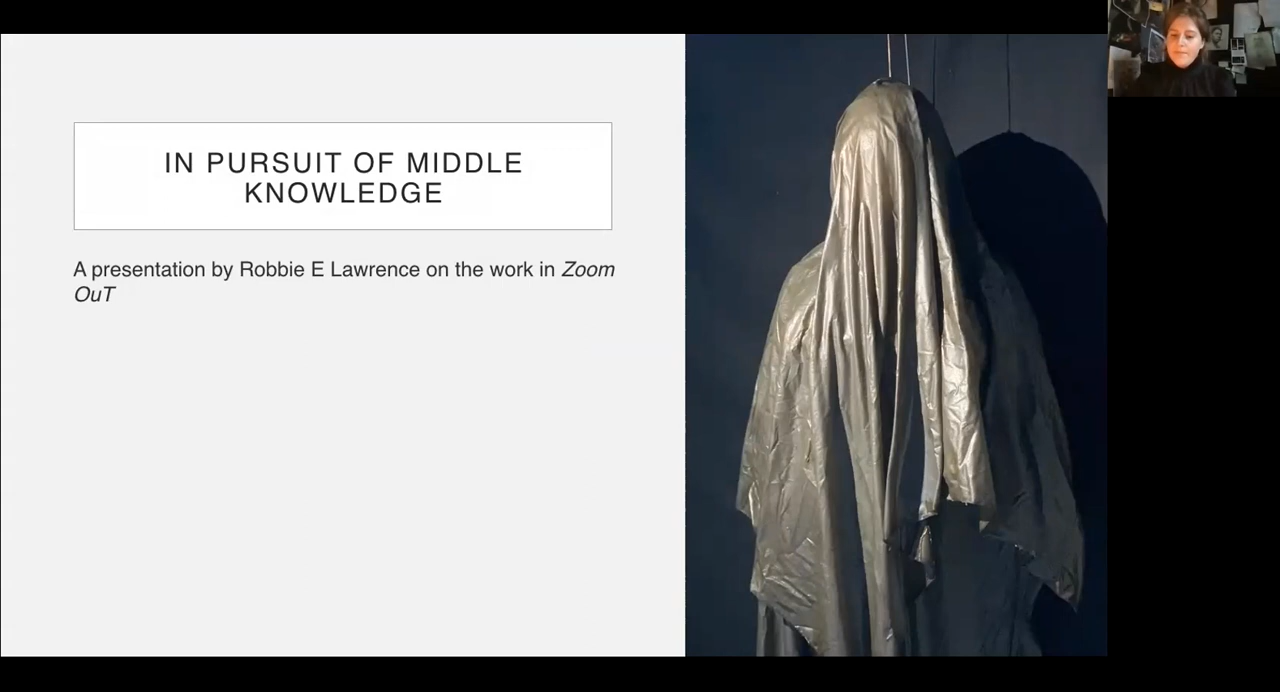 IN PURSUIT OF MIDDLE
KNOWLEDGE
A presentation by Robbie E Lawrence on the work in Zoom
OuT